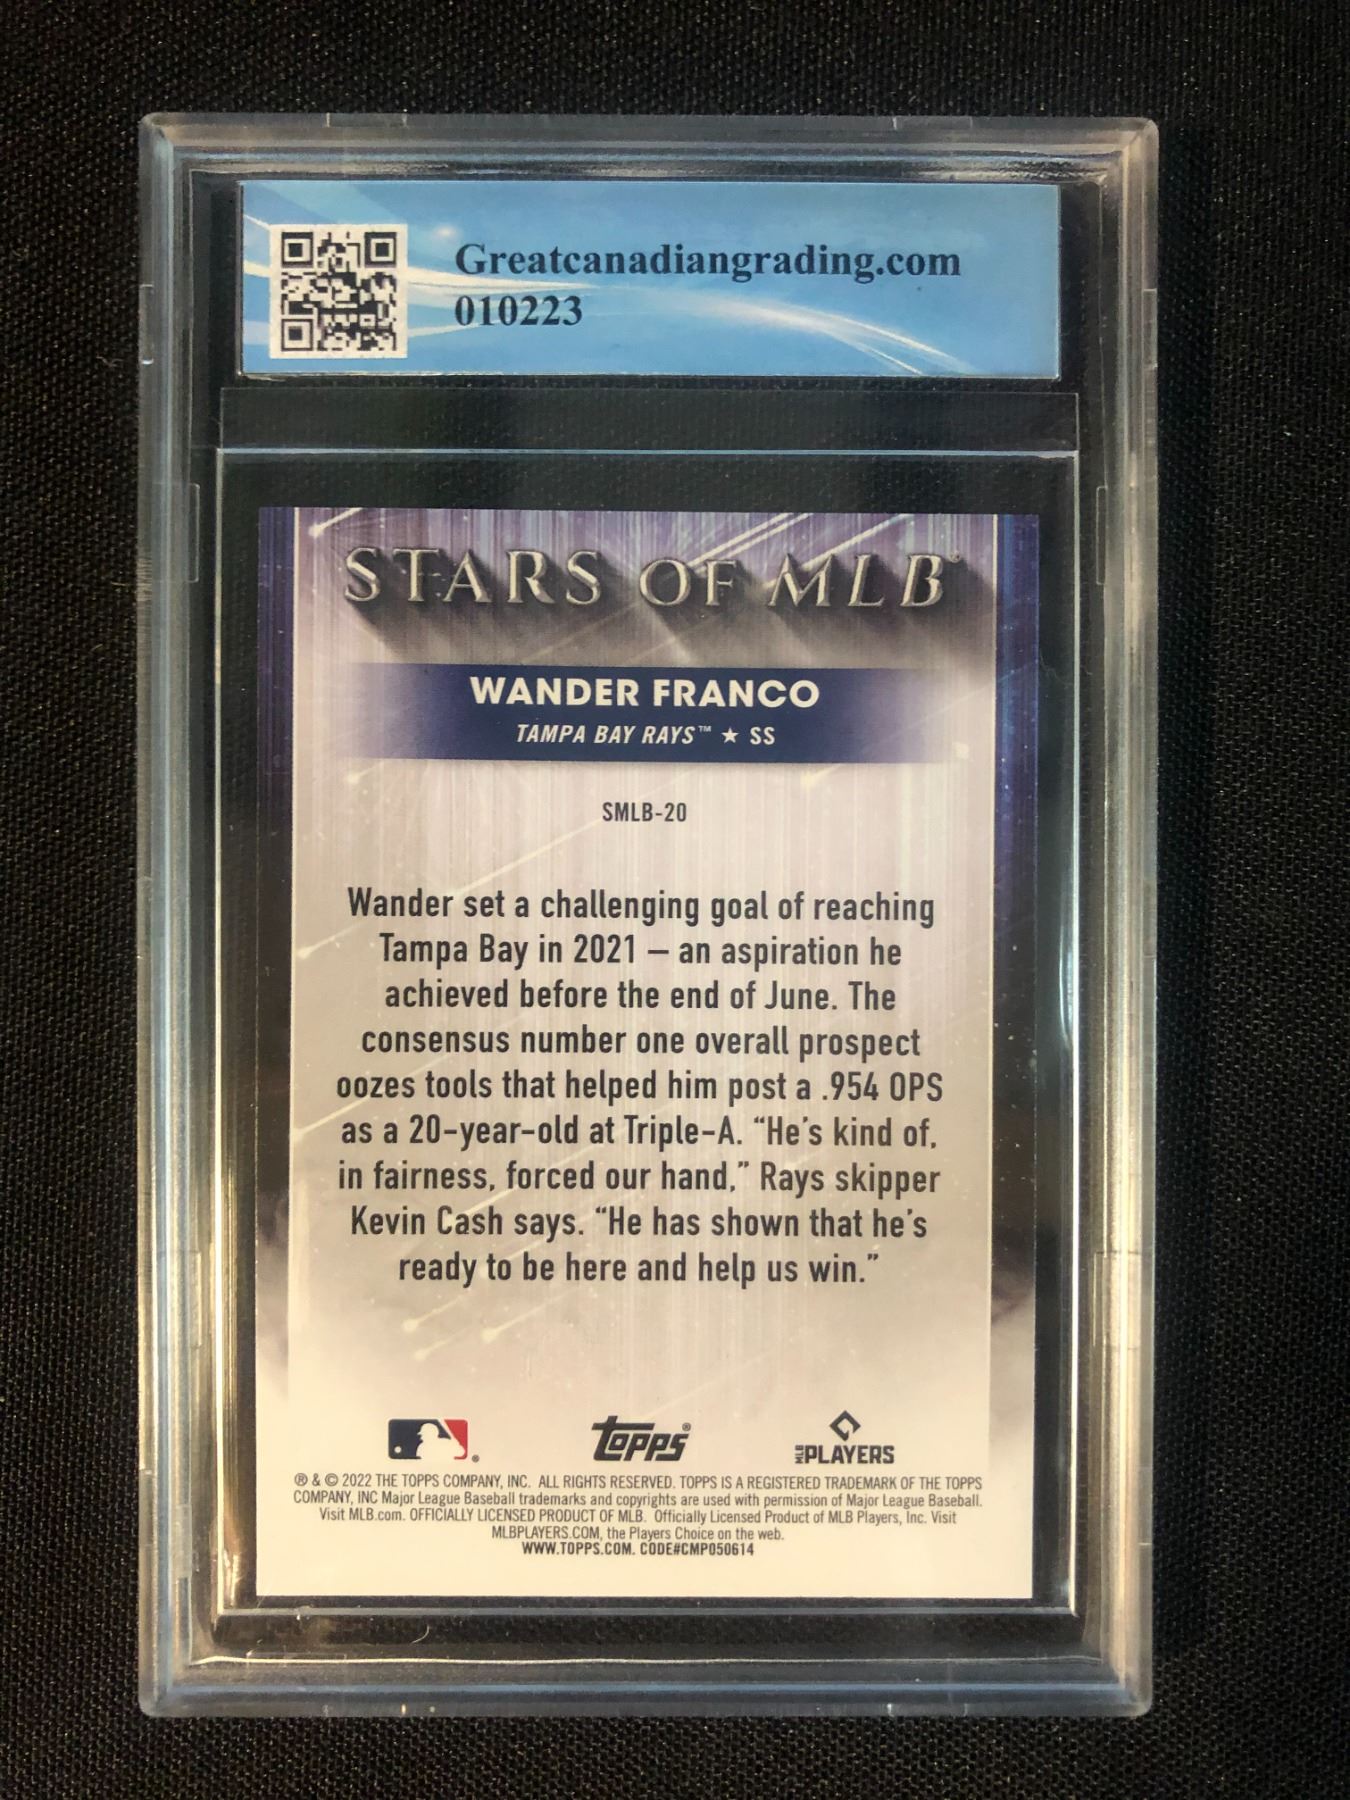 Greatcanadiangrading.com
010223
STARS OF MLB®
WANDER FRANCO
TAMPA BAY RAYS™ ★ SS
SMLB-20
Wander set a challenging goal of reaching
Tampa Bay in 2021 – an aspiration he
achieved before the end of June. The
consensus number one overall prospect
oozes tools that helped him post a .954 OPS
as a 20-year-old at Triple-A. “He’s kind of,
in fairness, forced our hand,” Rays skipper
Kevin Cash says. “He has shown that he’s
ready to be here and help us win.”
Topps® MLB PLAYERS
® & © 2022 THE TOPPS COMPANY, INC. ALL RIGHTS RESERVED. TOPPS IS A REGISTERED TRADEMARK OF THE TOPPS
COMPANY, INC Major League Baseball trademarks and copyrights are used with permission of Major League Baseball.
Visit MLB.com. OFFICIALLY LICENSED PRODUCT OF MLB. Officially Licensed Product of MLB Players, Inc. Visit
MLBPLAYERS.COM, the Players Choice on the web.
WWW.TOPPS.COM. CODE#CMP050614